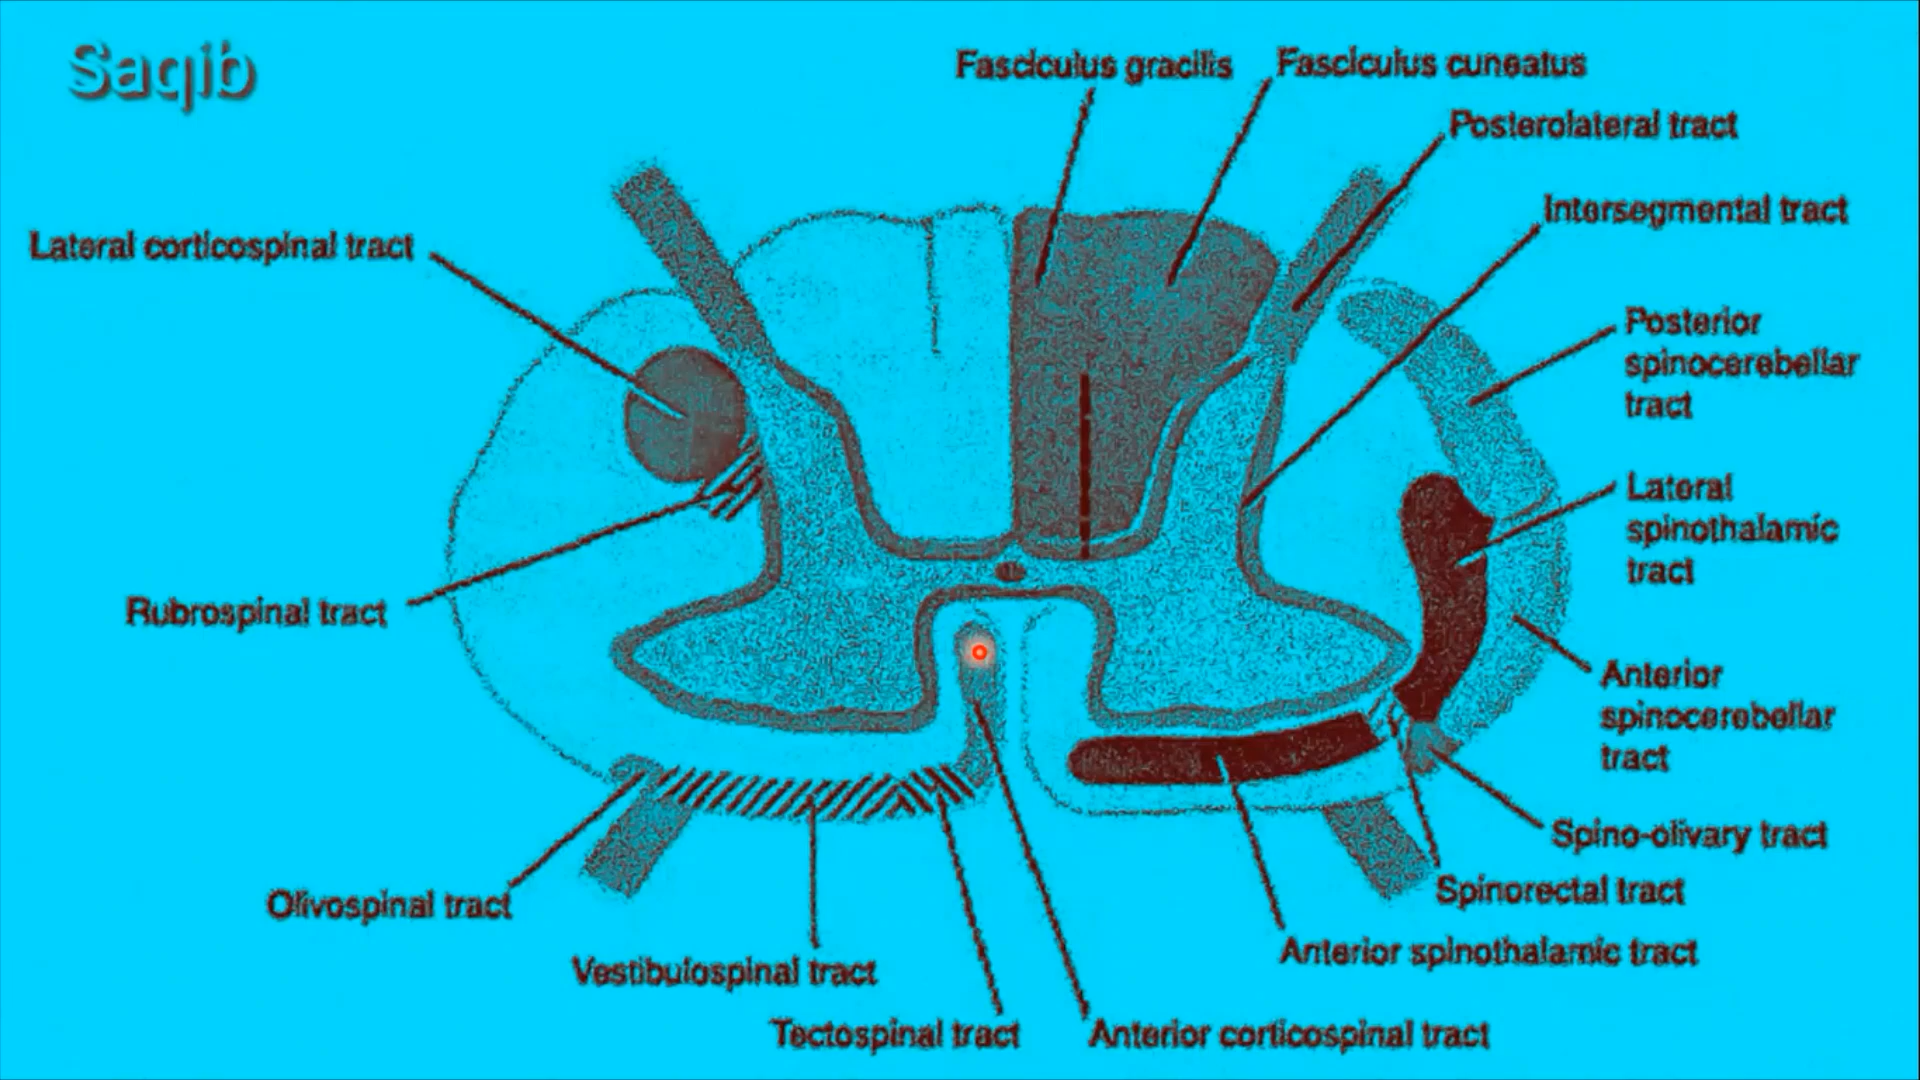 Saqib
Fasciculus gracilis
Fasciculus cuneatus
Posterolateral tract
Intersegmental tract
Lateral corticospinal tract
Posterior
spinocerebellar
tract
Lateral
spinothalamic
tract
Rubrospinal tract
Anterior
spinocerebellar
tract
Spino-olivary tract
Spinorectal tract
Olivospinal tract
Anterior spinothalamic tract
Vestibulospinal tract
Tectospinal tract
Anterior corticospinal tract